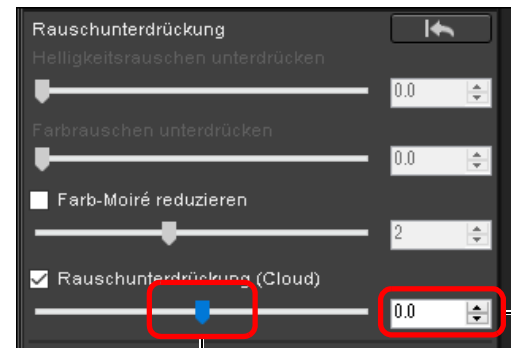 Rauschunterdrückung
Helligkeitsrauschen unterdrücken
0.0
Farbrauschen unterdrücken
0.0
Farb-Moiré reduzieren
2
Rauschunterdrückung (Cloud)
0.0